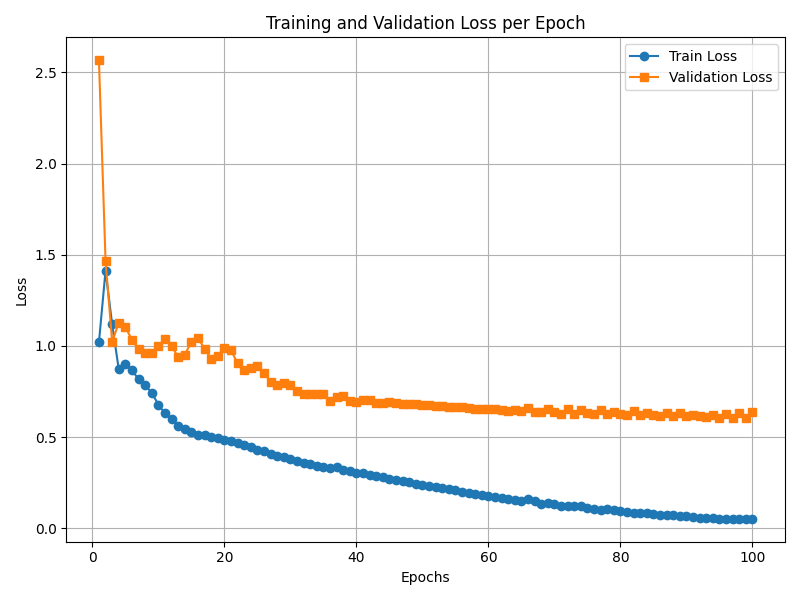 Training and Validation Loss per Epoch
Train Loss
Validation Loss
2.5
2.0
1.5
1.0
0.5
0.0
Loss
0 20 40 60 80 100
Epochs